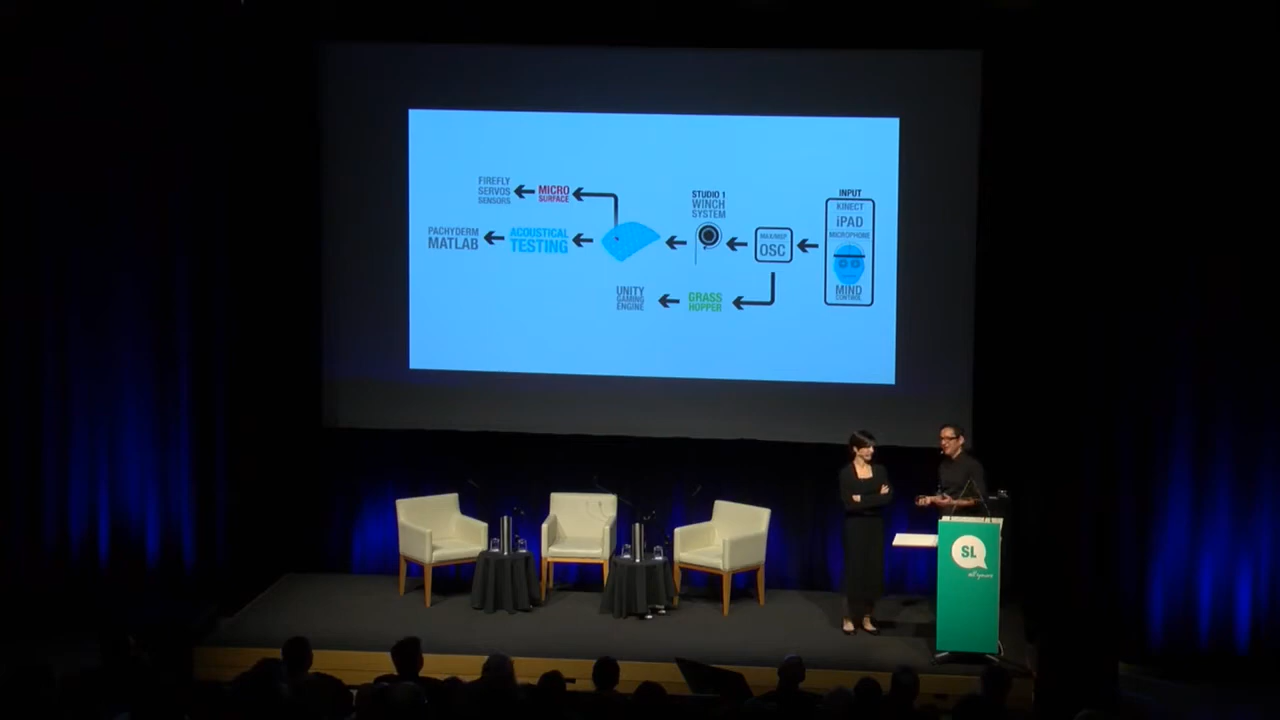 FIREFLY
SERVOS
SENSORS
MICRO
SURFACE
STUDIO 1
WINCH
SYSTEM
INPUT
KINECT
iPAD
MICROPHONE
MIND
CONTROL
PACHYDERM
MATLAB
ACOUSTICAL
TESTING
MAX/MSP
OSC
UNITY
GAMING
ENGINE
GRASS
HOPPER
SL